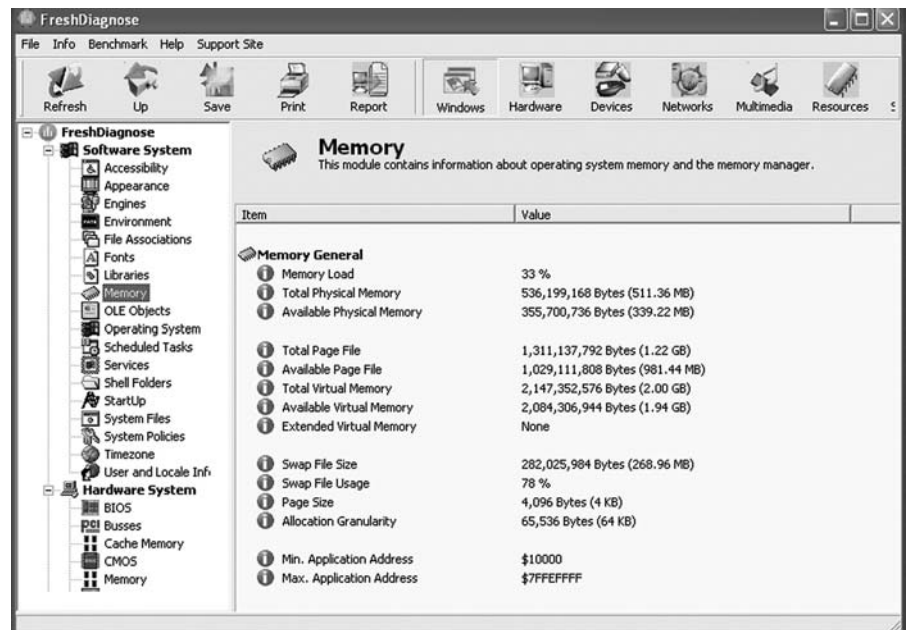 FreshDiagnose
File Info Benchmark Help Support Site
Refresh Up Save Print Report Windows Hardware Devices Networks Multimedia Resources
FreshDiagnose
Software System
Accessibility
Appearance
Engines
Environment
File Associations
Fonts
Libraries
Memory
OLE Objects
Operating System
Scheduled Tasks
Services
Shell Folders
StartUp
System Files
System Policies
Timezone
User and Locale Info
Hardware System
BIOS
PCI Busses
Cache Memory
CMOS
Memory
Memory
This module contains information about operating system memory and the memory manager.
Item Value
Memory General
Memory Load 33 %
Total Physical Memory 536,199,168 Bytes (511.36 MB)
Available Physical Memory 355,700,736 Bytes (339.22 MB)
Total Page File 1,311,137,792 Bytes (1.22 GB)
Available Page File 1,029,111,808 Bytes (981.44 MB)
Total Virtual Memory 2,147,352,576 Bytes (2.00 GB)
Available Virtual Memory 2,084,306,944 Bytes (1.94 GB)
Extended Virtual Memory None
Swap File Size 282,025,984 Bytes (268.96 MB)
Swap File Usage 78 %
Page Size 4,096 Bytes (4 KB)
Allocation Granularity 65,536 Bytes (64 KB)
Min. Application Address $10000
Max. Application Address $7FFEFFFF